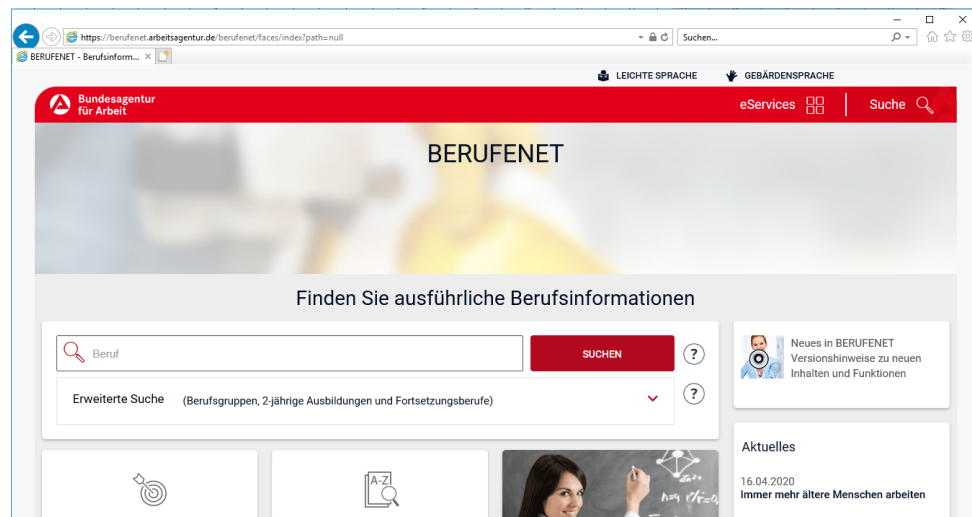 https://berufenet.arbeitsagentur.de/berufenet/faces/index?path=null
Suchen...
BERUFENET - Berufsinform...
LEICHTE SPRACHE
GEBÄRDENSPRACHE
Bundesagentur
für Arbeit
eServices
Suche
BERUFENET
Finden Sie ausführliche Berufsinformationen
Beruf
SUCHEN
?
Erweiterte Suche (Berufsgruppen, 2-jährige Ausbildungen und Fortsetzungsberufe)
?
Neues in BERUFENET
Versionshinweise zu neuen
Inhalten und Funktionen
Aktuelles
16.04.2020
Immer mehr ältere Menschen arbeiten
A-Z